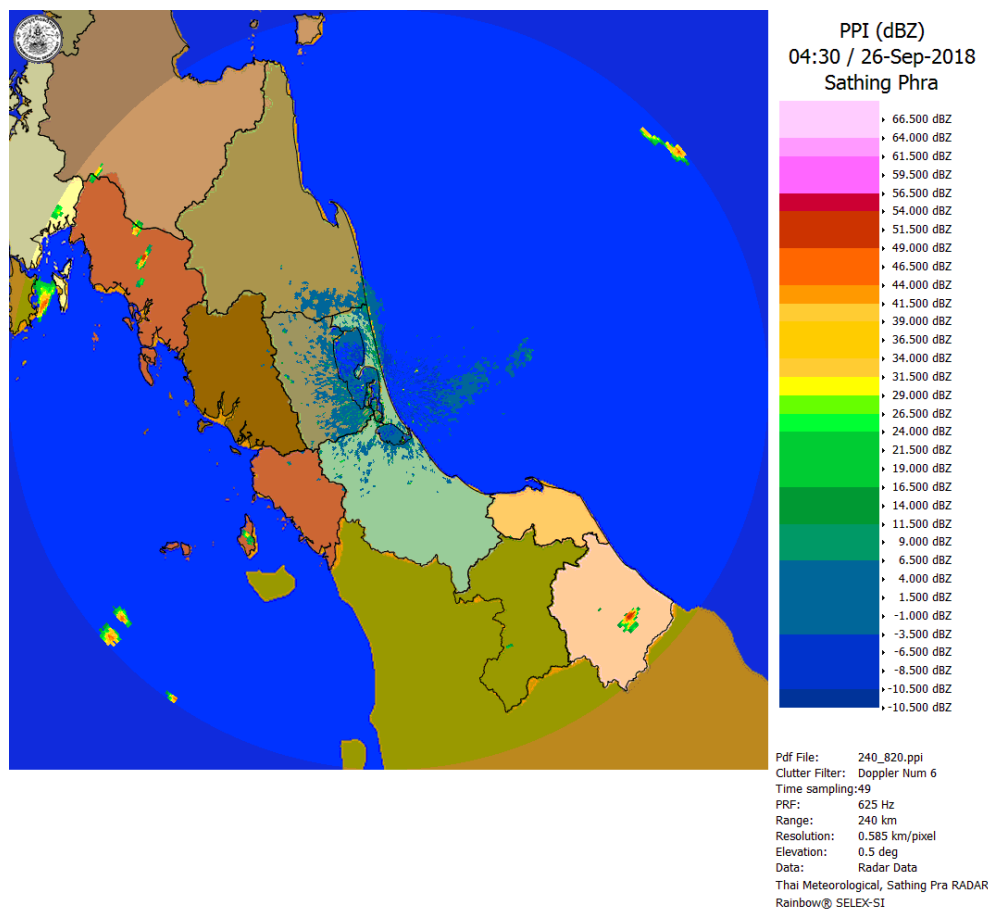 PPI (dBZ)
04:30 / 26-Sep-2018
Sathing Phra
66.500 dBZ
64.000 dBZ
61.500 dBZ
59.500 dBZ
56.500 dBZ
54.000 dBZ
51.500 dBZ
49.000 dBZ
46.500 dBZ
44.000 dBZ
41.500 dBZ
39.000 dBZ
36.500 dBZ
34.000 dBZ
31.500 dBZ
29.000 dBZ
26.500 dBZ
24.000 dBZ
21.500 dBZ
19.000 dBZ
16.500 dBZ
14.000 dBZ
11.500 dBZ
9.000 dBZ
6.500 dBZ
4.000 dBZ
1.500 dBZ
-1.000 dBZ
-3.500 dBZ
-6.500 dBZ
-8.500 dBZ
-10.500 dBZ
-10.500 dBZ
Pdf File: 240_820.ppi
Clutter Filter: Doppler Num 6
Time sampling:49
PRF: 625 Hz
Range: 240 km
Resolution: 0.585 km/pixel
Elevation: 0.5 deg
Data: Radar Data
Thai Meteorological, Sathing Pra RADAR
Rainbow® SELEX-SI